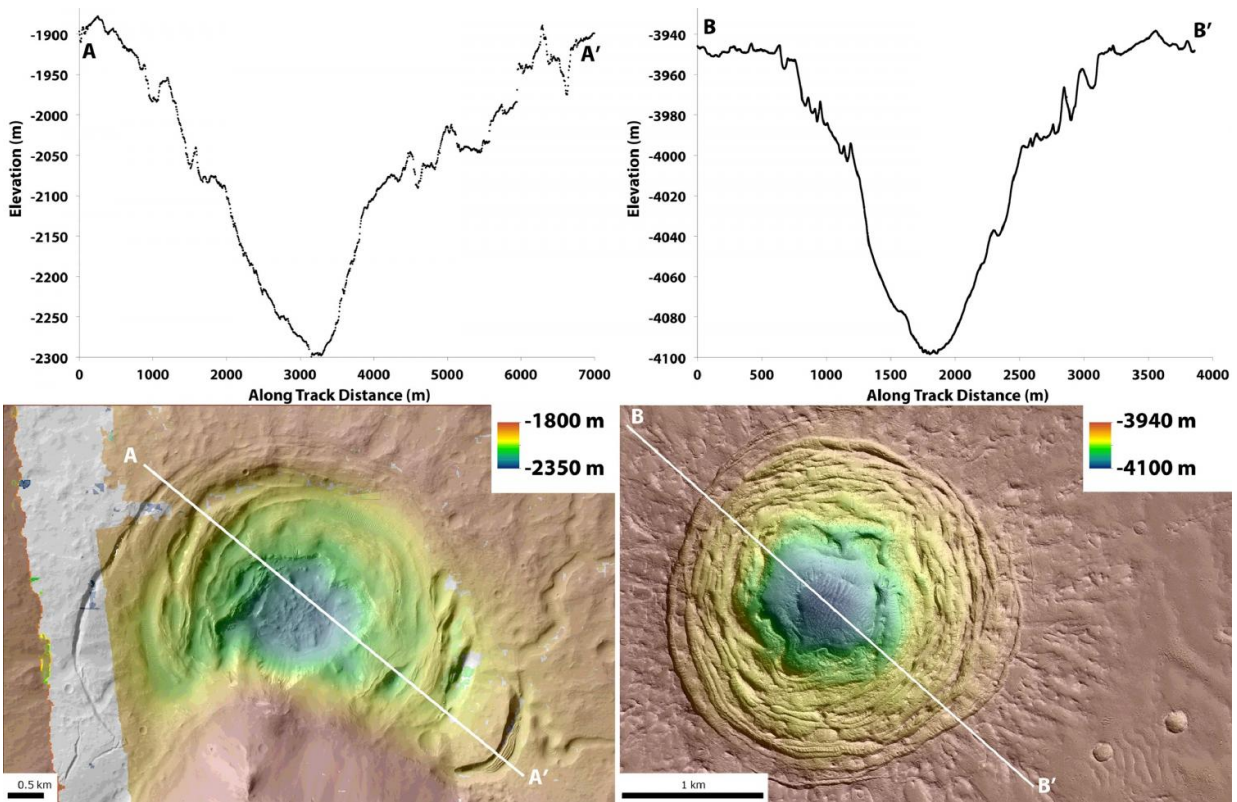 A
A'
Elevation (m)
-1900
-1950
-2000
-2050
-2100
-2150
-2200
-2250
-2300
0 1000 2000 3000 4000 5000 6000 7000
Along Track Distance (m)
B
B'
Elevation (m)
-3940
-3960
-3980
-4000
-4020
-4040
-4060
-4080
-4100
0 500 1000 1500 2000 2500 3000 3500 4000
Along Track Distance (m)
-1800 m
-2350 m
A
A'
0.5 km
-3940 m
-4100 m
B
B'
1 km